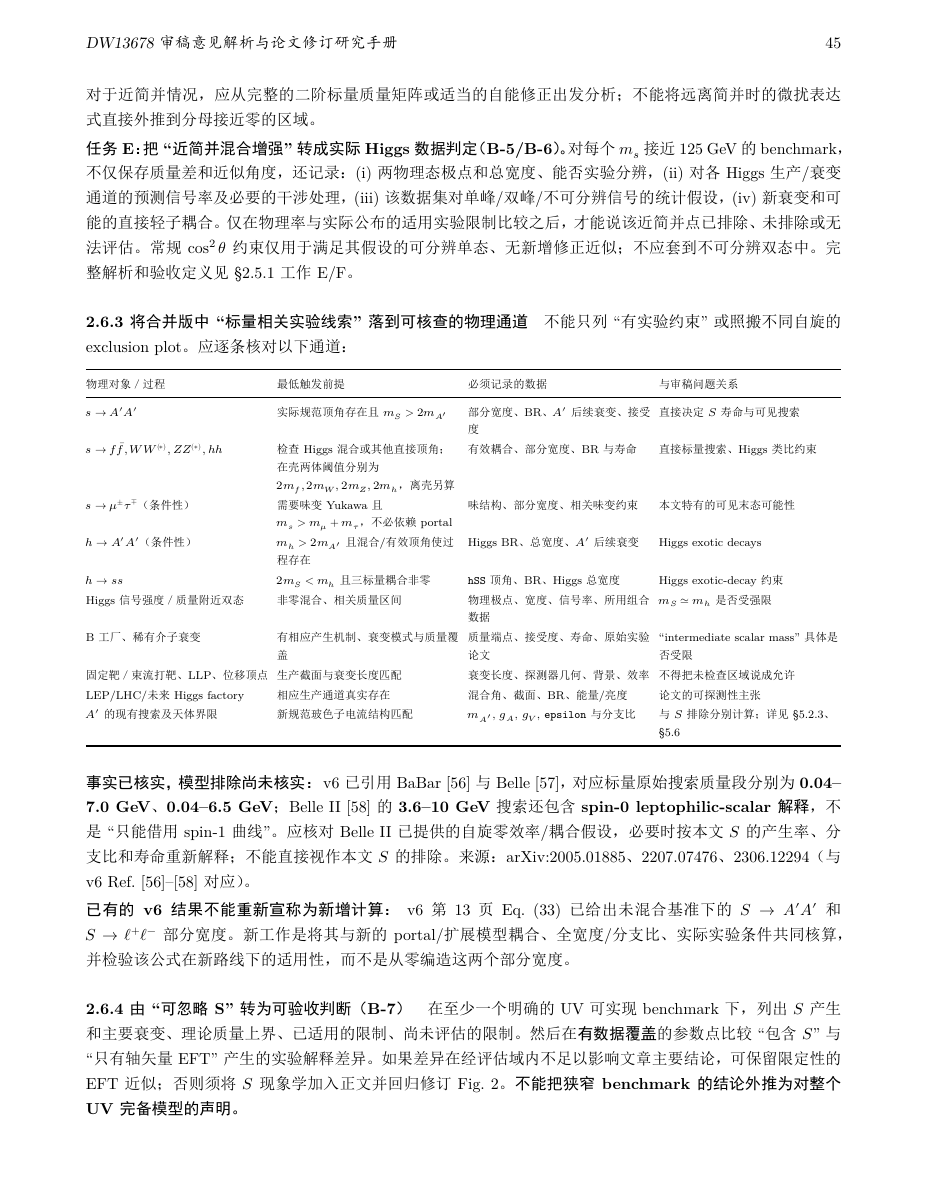 DW13678 审稿意见解析与论文修订研究手册 45
对于近简并情况，应从完整的二阶标量质量矩阵或适当的自能修正出发分析；不能将远离简并时的微扰表达
式直接外推到分母接近零的区域。
任务 E：把 “近简并混合增强” 转成实际 Higgs 数据判定（B-5/B-6）。对每个 m_s 接近 125 GeV 的 benchmark，
不仅保存质量差和近似角度，还记录：(i) 两物理态极点和总宽度、能否实验分辨，(ii) 对各 Higgs 生产/衰变
通道的预测信号率及必要的干涉处理，(iii) 该数据集对单峰/双峰/不可分辨信号的统计假设，(iv) 新衰变和可
能的直接轻子耦合。仅在物理率与实际公布的适用实验限制比较之后，才能说该近简并点已排除、未排除或无
法评估。常规 cos² θ 约束仅用于满足其假设的可分辨单态、无新增修正近似；不应套到不可分辨双态中。完
整解析和验收定义见 §2.5.1 工作 E/F。
2.6.3 将合并版中 “标量相关实验线索” 落到可核查的物理通道 不能只列 “有实验约束” 或照搬不同自旋的
exclusion plot。应逐条核对以下通道：
物理对象 / 过程 最低触发前提 必须记录的数据 与审稿问题关系
s → A′A′ 实际规范顶角存在且 m_S > 2m_{A′} 部分宽度、BR、A′ 后续衰变、接受 直接决定 S 寿命与可见搜索
度
s → f f̄, WW^(*), ZZ^(*), hh 检查 Higgs 混合或其他直接顶角； 有效耦合、部分宽度、BR 与寿命 直接标量搜索、Higgs 类比约束
在壳两体阈值分别为
2m_f, 2m_W, 2m_Z, 2m_h，离壳另算
s → μ^± τ^∓（条件性） 需要味变 Yukawa 且 味结构、部分宽度、相关味变约束 本文特有的可见末态可能性
m_s > m_μ + m_τ，不必依赖 portal
h → A′A′（条件性） m_h > 2m_{A′} 且混合/有效顶角使过 Higgs BR、总宽度、A′ 后续衰变 Higgs exotic decays
程存在
h → ss 2m_S < m_h 且三标量耦合非零 hSS 顶角、BR、Higgs 总宽度 Higgs exotic-decay 约束
Higgs 信号强度 / 质量附近双态 非零混合、相关质量区间 物理极点、宽度、信号率、所用组合 m_S ≃ m_h 是否受强限
数据
B 工厂、稀有介子衰变 有相应产生机制、衰变模式与质量覆 质量端点、接受度、寿命、原始实验 “intermediate scalar mass” 具体是
盖 论文 否受限
固定靶 / 束流打靶、LLP、位移顶点 生产截面与衰变长度匹配 衰变长度、探测器几何、背景、效率 不得把未检查区域说成允许
LEP/LHC/未来 Higgs factory 相应生产通道真实存在 混合角、截面、BR、能量/亮度 论文的可探测性主张
A′ 的现有搜索及天体界限 新规范玻色子电流结构匹配 m_{A′}, g_A, g_V, epsilon 与分支比 与 S 排除分别计算；详见 §5.2.3、
§5.6
事实已核实，模型排除尚未核实：v6 已引用 BaBar [56] 与 Belle [57]，对应标量原始搜索质量段分别为 0.04–
7.0 GeV、0.04–6.5 GeV；Belle II [58] 的 3.6–10 GeV 搜索还包含 spin-0 leptophilic-scalar 解释，不
是 “只能借用 spin-1 曲线”。应核对 Belle II 已提供的自旋零效率/耦合假设，必要时按本文 S 的产生率、分
支比和寿命重新解释；不能直接视作本文 S 的排除。来源：arXiv:2005.01885、2207.07476、2306.12294（与
v6 Ref. [56]–[58] 对应）。
已有的 v6 结果不能重新宣称为新增计算： v6 第 13 页 Eq. (33) 已给出未混合基准下的 S → A′A′ 和
S → ℓ⁺ℓ⁻ 部分宽度。新工作是将其与新的 portal/扩展模型耦合、全宽度/分支比、实际实验条件共同核算，
并检验该公式在新路线下的适用性，而不是从零编造这两个部分宽度。
2.6.4 由 “可忽略 S” 转为可验收判断（B-7） 在至少一个明确的 UV 可实现 benchmark 下，列出 S 产生
和主要衰变、理论质量上界、已适用的限制、尚未评估的限制。然后在有数据覆盖的参数点比较 “包含 S” 与
“只有轴矢量 EFT” 产生的实验解释差异。如果差异在经评估域内不足以影响文章主要结论，可保留限定性的
EFT 近似；否则须将 S 现象学加入正文并回归修订 Fig. 2。不能把狭窄 benchmark 的结论外推为对整个
UV 完备模型的声明。